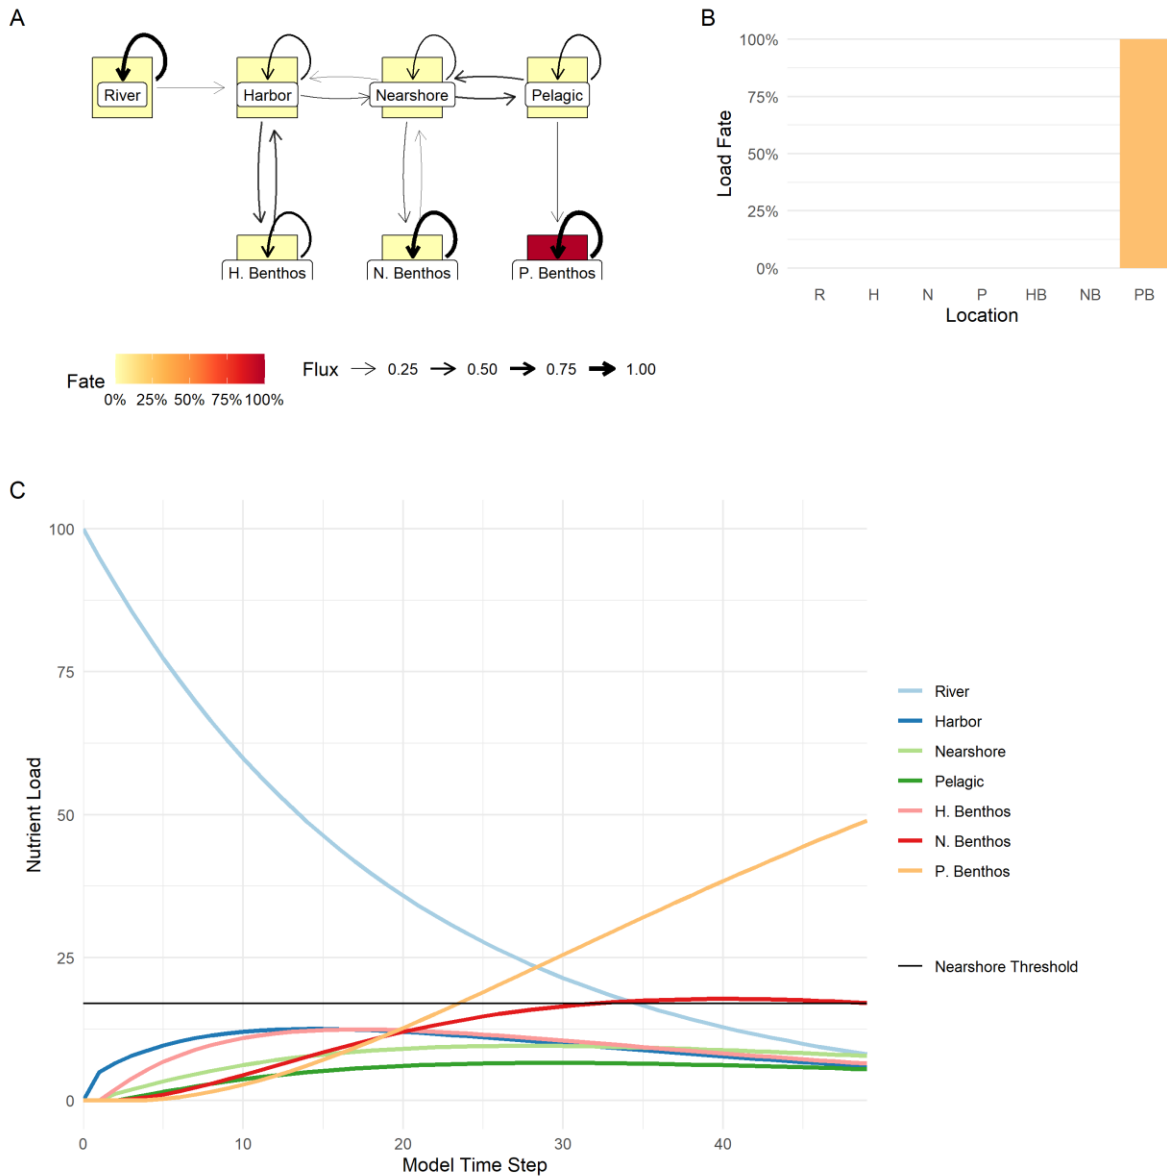 A
River
Harbor
Nearshore
Pelagic
H. Benthos
N. Benthos
P. Benthos
Fate
0% 25% 50% 75% 100%
Flux 0.25 0.50 0.75 1.00
B
100%
75%
50%
25%
0%
Load Fate
R H N P HB NB PB
Location
C
100
75
50
25
0
Nutrient Load
0 10 20 30 40
Model Time Step
River
Harbor
Nearshore
Pelagic
H. Benthos
N. Benthos
P. Benthos
Nearshore Threshold